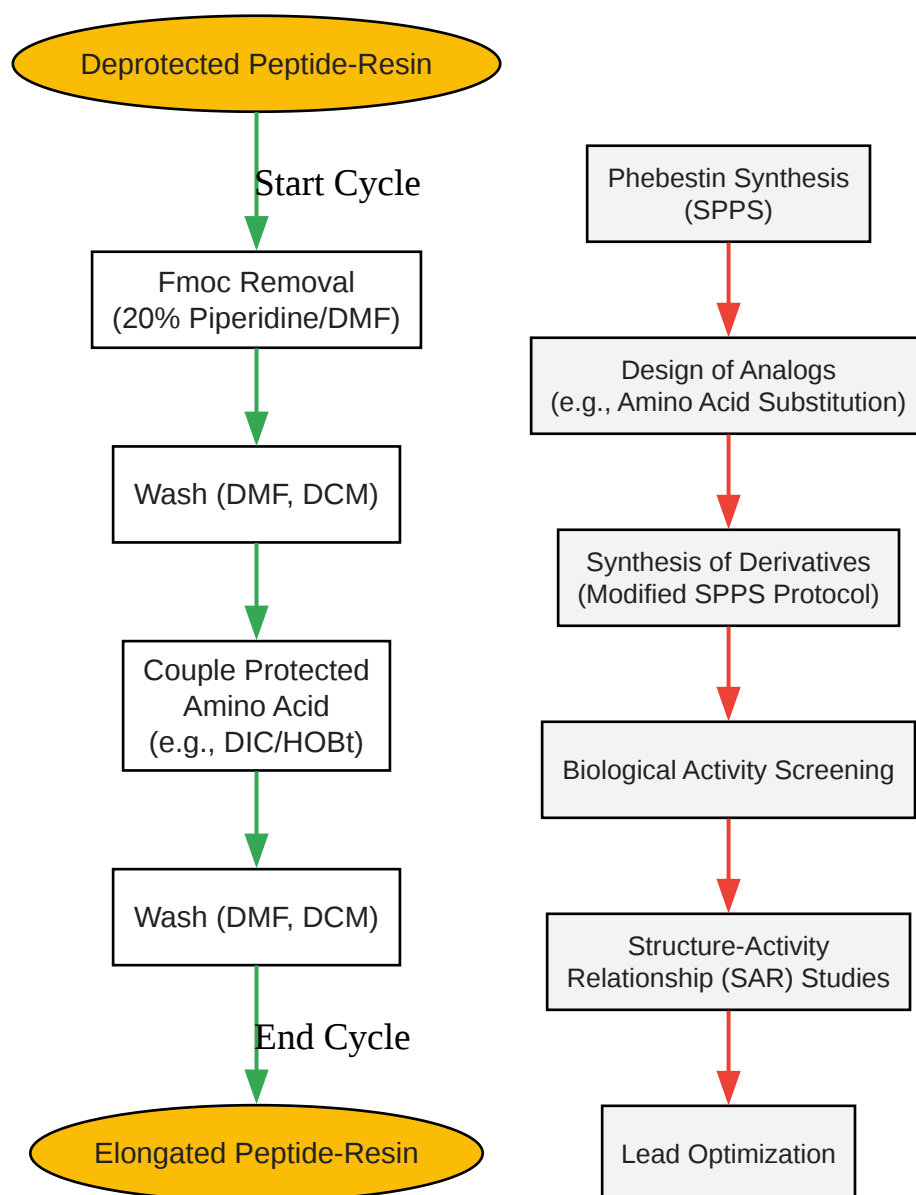 Deprotected Peptide-Resin
Start Cycle
Fmoc Removal
(20% Piperidine/DMF)
Wash (DMF, DCM)
Couple Protected
Amino Acid
(e.g., DIC/HOBt)
Wash (DMF, DCM)
End Cycle
Elongated Peptide-Resin
Phebestin Synthesis
(SPPS)
Design of Analogs
(e.g., Amino Acid Substitution)
Synthesis of Derivatives
(Modified SPPS Protocol)
Biological Activity Screening
Structure-Activity
Relationship (SAR) Studies
Lead Optimization